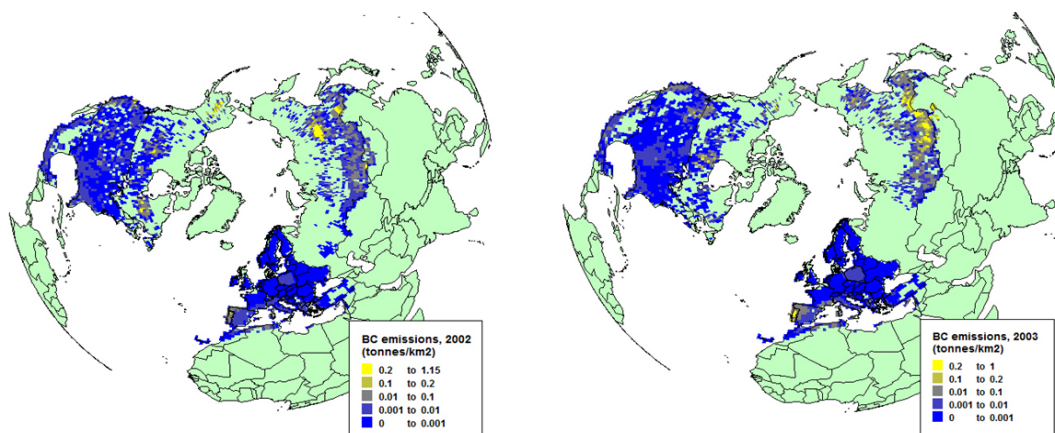 BC emissions, 2002
(tonnes/km2)
0.2 to 1.15
0.1 to 0.2
0.01 to 0.1
0.001 to 0.01
0 to 0.001
BC emissions, 2003
(tonnes/km2)
0.2 to 1
0.1 to 0.2
0.01 to 0.1
0.001 to 0.01
0 to 0.001